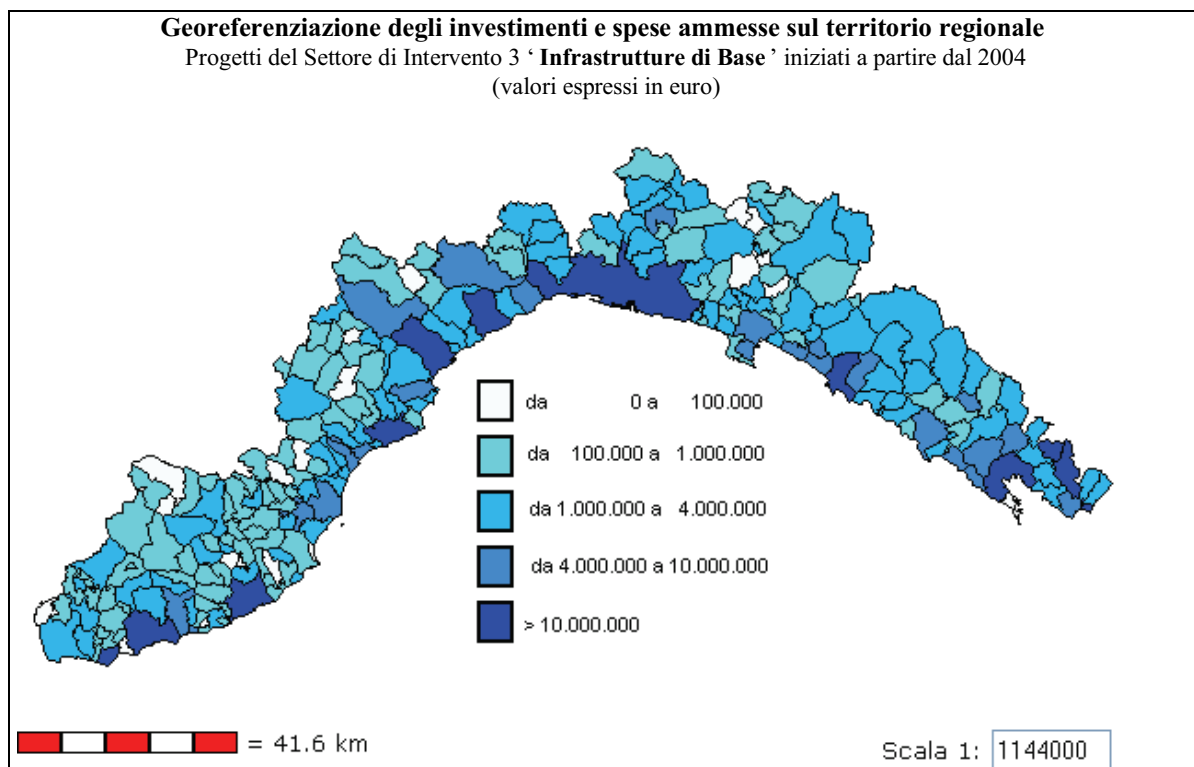 Georeferenziazione degli investimenti e spese ammesse sul territorio regionale
Progetti del Settore di Intervento 3 ‘ Infrastrutture di Base ’ iniziati a partire dal 2004
(valori espressi in euro)
da 0 a 100.000
da 100.000 a 1.000.000
da 1.000.000 a 4.000.000
da 4.000.000 a 10.000.000
> 10.000.000
= 41.6 km
Scala 1: 1144000